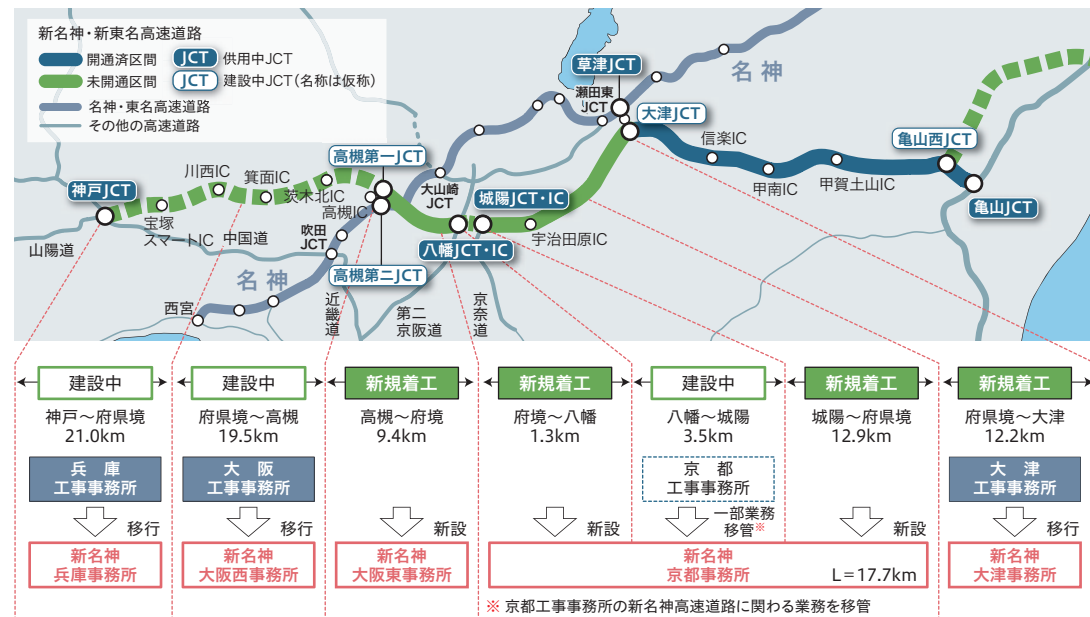 新名神・新東名高速道路
開通済区間
JCT
供用中JCT
未開通区間
JCT
建設中JCT(名称は仮称)
名神・東名高速道路
その他の高速道路
草津JCT
名神
瀬田東
JCT
大津JCT
信楽IC
甲南IC
甲賀土山IC
亀山西JCT
亀山JCT
高槻第一JCT
川西IC
箕面IC
茨木北IC
高槻IC
神戸JCT
宝塚
スマートIC
中国道
山陽道
吹田
JCT
大山崎
JCT
城陽JCT・IC
宇治田原IC
八幡JCT・IC
高槻第二JCT
名神
西宮
近畿道
第二
京阪道
京奈道
建設中
神戸〜府県境
21.0km
兵庫
工事事務所
移行
新名神
兵庫事務所
建設中
府県境〜高槻
19.5km
大阪
工事事務所
移行
新名神
大阪西事務所
新規着工
高槻〜府境
9.4km
新設
新名神
大阪東事務所
新規着工
府境〜八幡
1.3km
新設
建設中
八幡〜城陽
3.5km
京都
工事事務所
一部業務
移管※
新規着工
城陽〜府県境
12.9km
新設
新名神
京都事務所
L=17.7km
新規着工
府県境〜大津
12.2km
大津
工事事務所
移行
新名神
大津事務所
※ 京都工事事務所の新名神高速道路に関わる業務を移管